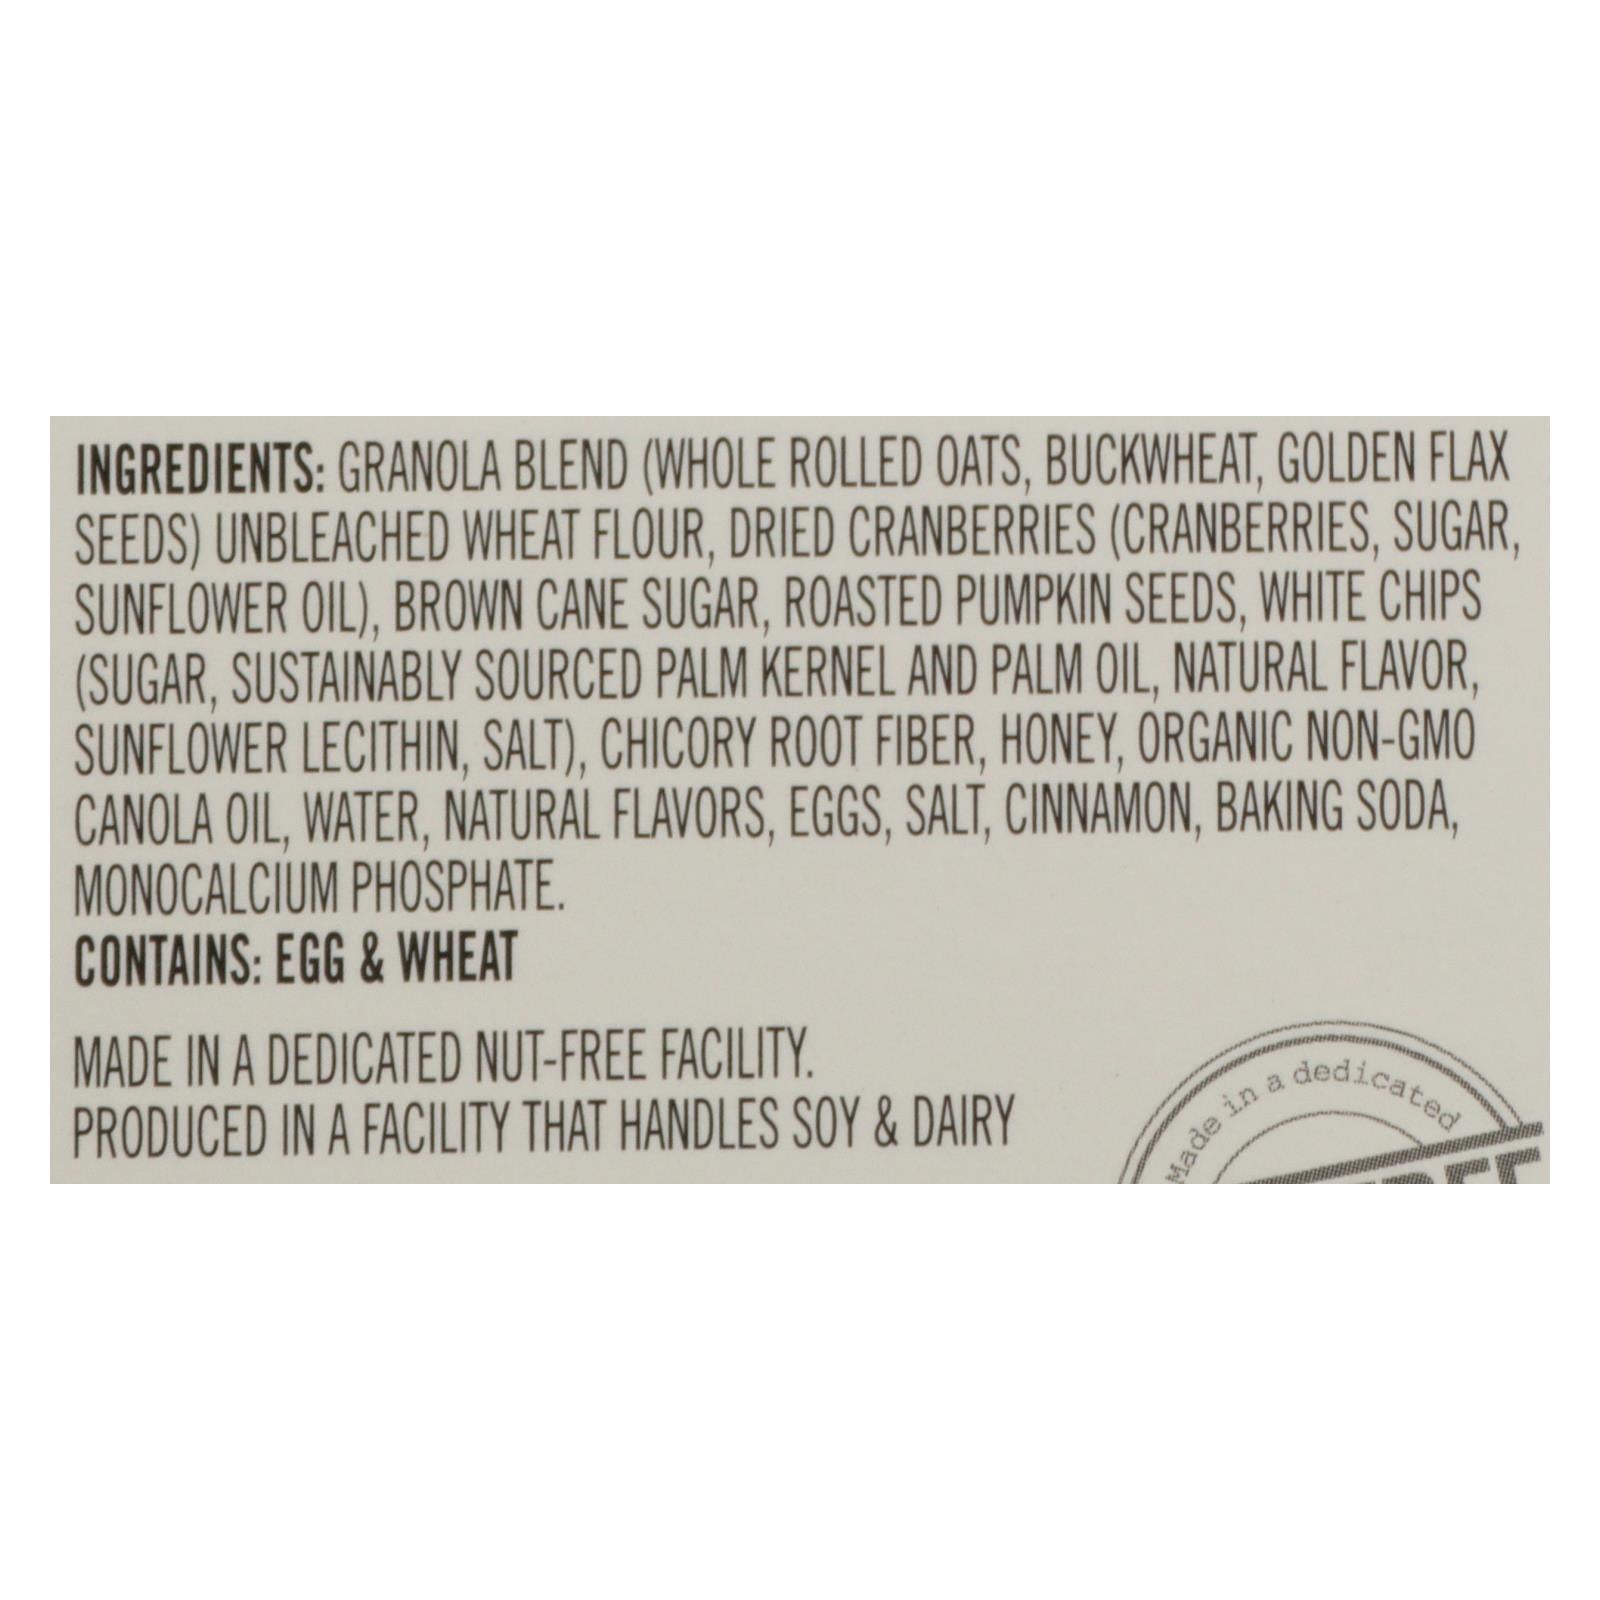 INGREDIENTS: GRANOLA BLEND (WHOLE ROLLED OATS, BUCKWHEAT, GOLDEN FLAX
SEEDS) UNBLEACHED WHEAT FLOUR, DRIED CRANBERRIES (CRANBERRIES, SUGAR,
SUNFLOWER OIL), BROWN CANE SUGAR, ROASTED PUMPKIN SEEDS, WHITE CHIPS
(SUGAR, SUSTAINABLY SOURCED PALM KERNEL AND PALM OIL, NATURAL FLAVOR,
SUNFLOWER LECITHIN, SALT), CHICORY ROOT FIBER, HONEY, ORGANIC NON-GMO
CANOLA OIL, WATER, NATURAL FLAVORS, EGGS, SALT, CINNAMON, BAKING SODA,
MONOCALCIUM PHOSPHATE.
CONTAINS: EGG & WHEAT
MADE IN A DEDICATED NUT-FREE FACILITY.
PRODUCED IN A FACILITY THAT HANDLES SOY & DAIRY
Made in a dedicated